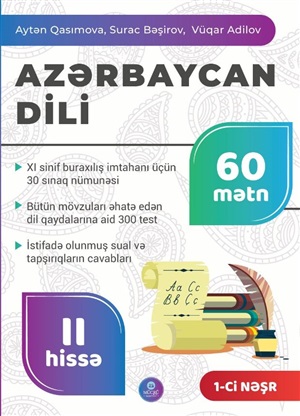 Aytən Qasımova, Surac Bəşirov, Vüqar Adilov
AZƏRBAYCAN
DİLİ
XI sinif buraxılış imtahanı üçün
30 sınaq nümunəsi
Bütün mövzuları əhatə edən
dil qaydalarına aid 300 test
İstifadə olunmuş sual və
tapşırıqların cavabları
60
mətn
Aa Cc
Bb Çç
II
hissə
1-Cİ NƏŞR